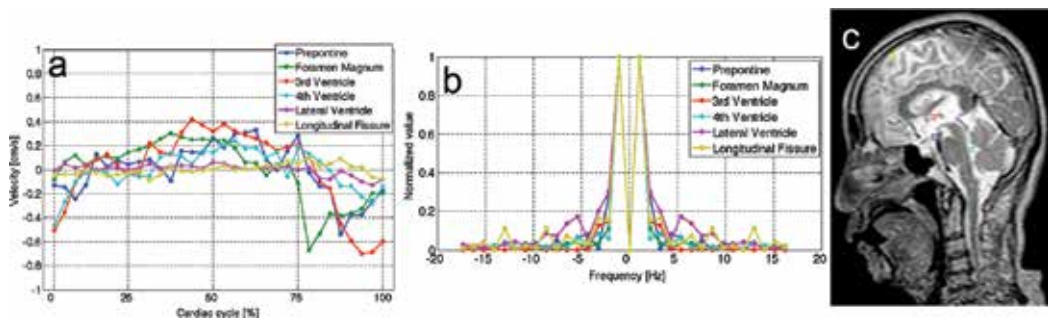 a
Velocity [cm/s]
1
0.8
0.6
0.4
0.2
0
-0.2
-0.4
-0.6
-0.8
-1
0
25
50
75
100
Cardiac cycle [%]
Prepontine
Foramen Magnum
3rd Ventricle
4th Ventricle
Lateral Ventricle
Longitudinal Fissure
b
Normalized value
1
0.8
0.6
0.4
0.2
0
-20
-15
-10
-5
0
5
10
15
20
Frequency [Hz]
Prepontine
Foramen Magnum
3rd Ventricle
4th Ventricle
Lateral Ventricle
Longitudinal Fissure
c